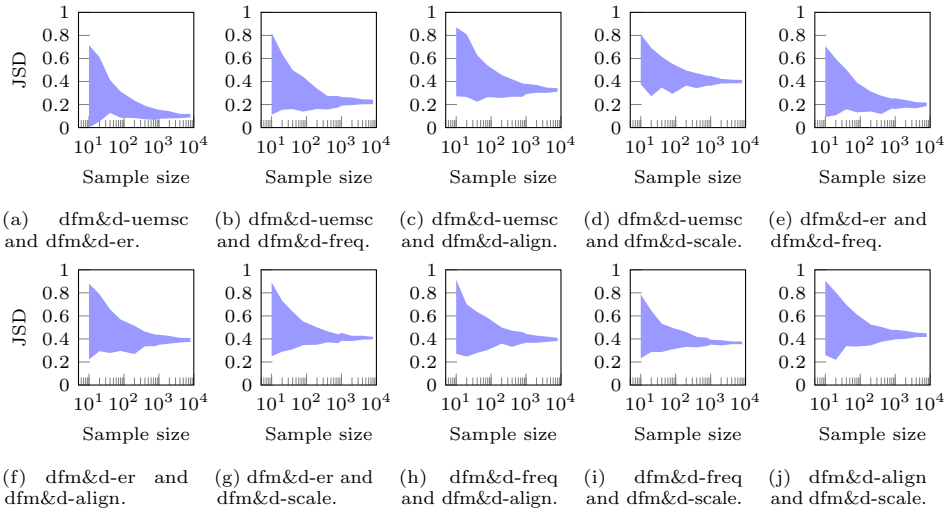 1
0.8
0.6
0.4
0.2
0
JSD
10^1 10^2 10^3 10^4
Sample size
(a) dfm&d-uemsc
and dfm&d-er.
1
0.8
0.6
0.4
0.2
0
10^1 10^2 10^3 10^4
Sample size
(b) dfm&d-uemsc
and dfm&d-freq.
1
0.8
0.6
0.4
0.2
0
10^1 10^2 10^3 10^4
Sample size
(c) dfm&d-uemsc
and dfm&d-align.
1
0.8
0.6
0.4
0.2
0
10^1 10^2 10^3 10^4
Sample size
(d) dfm&d-uemsc
and dfm&d-scale.
1
0.8
0.6
0.4
0.2
0
10^1 10^2 10^3 10^4
Sample size
(e) dfm&d-er and
dfm&d-freq.
1
0.8
0.6
0.4
0.2
0
JSD
10^1 10^2 10^3 10^4
Sample size
(f) dfm&d-er and
dfm&d-align.
1
0.8
0.6
0.4
0.2
0
10^1 10^2 10^3 10^4
Sample size
(g) dfm&d-er and
dfm&d-scale.
1
0.8
0.6
0.4
0.2
0
10^1 10^2 10^3 10^4
Sample size
(h) dfm&d-freq
and dfm&d-align.
1
0.8
0.6
0.4
0.2
0
10^1 10^2 10^3 10^4
Sample size
(i) dfm&d-freq
and dfm&d-scale.
1
0.8
0.6
0.4
0.2
0
10^1 10^2 10^3 10^4
Sample size
(j) dfm&d-align
and dfm&d-scale.